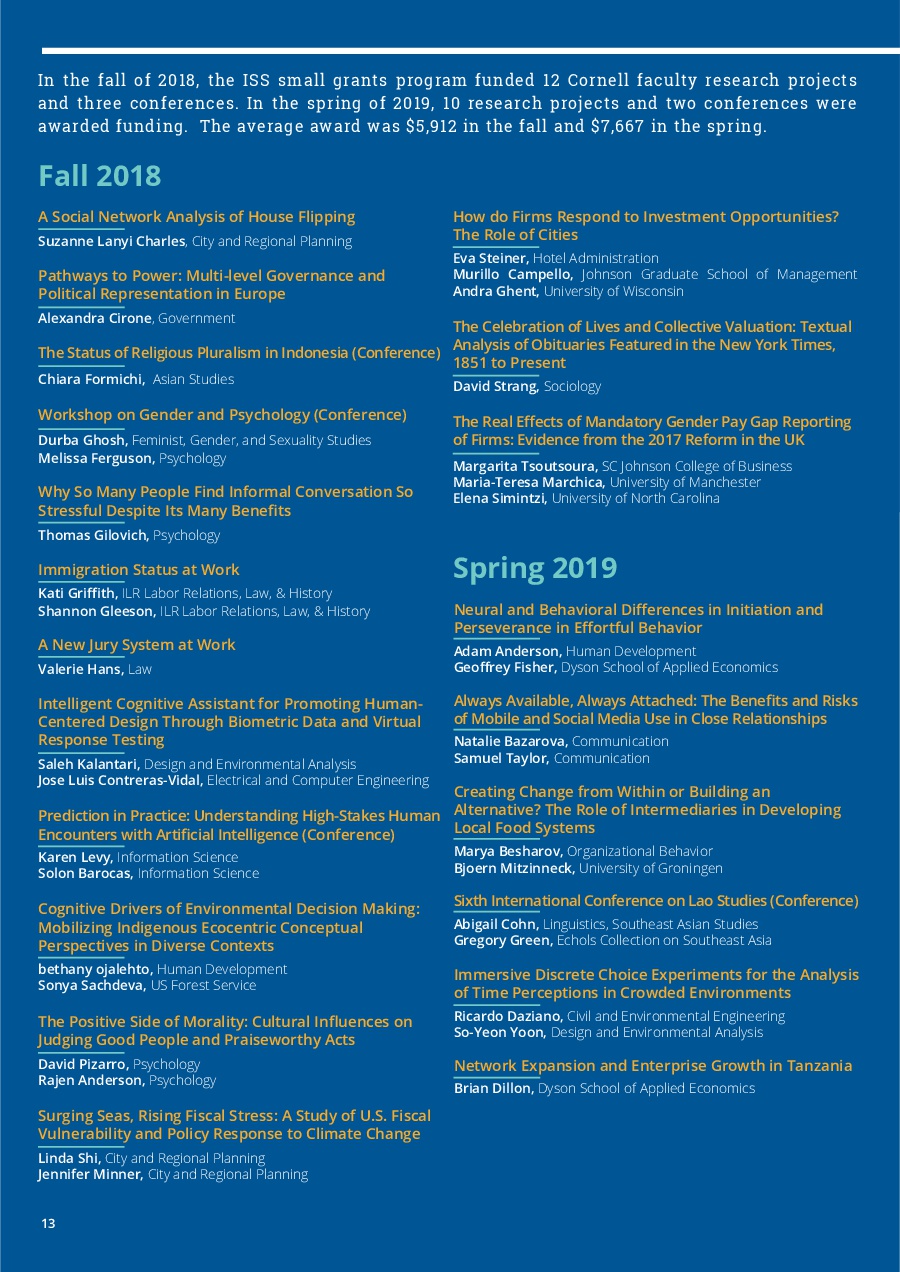 In the fall of 2018, the ISS small grants program funded 12 Cornell faculty research projects
and three conferences. In the spring of 2019, 10 research projects and two conferences were
awarded funding. The average award was $5,912 in the fall and $7,667 in the spring.
Fall 2018
A Social Network Analysis of House Flipping
Suzanne Lanyi Charles, City and Regional Planning
Pathways to Power: Multi-level Governance and
Political Representation in Europe
Alexandra Cirone, Government
The Status of Religious Pluralism in Indonesia (Conference)
Chiara Formichi, Asian Studies
Workshop on Gender and Psychology (Conference)
Durba Ghosh, Feminist, Gender, and Sexuality Studies
Melissa Ferguson, Psychology
Why So Many People Find Informal Conversation So
Stressful Despite Its Many Benefits
Thomas Gilovich, Psychology
Immigration Status at Work
Kati Griffith, ILR Labor Relations, Law, & History
Shannon Gleeson, ILR Labor Relations, Law, & History
A New Jury System at Work
Valerie Hans, Law
Intelligent Cognitive Assistant for Promoting Human-
Centered Design Through Biometric Data and Virtual
Response Testing
Saleh Kalantari, Design and Environmental Analysis
Jose Luis Contreras-Vidal, Electrical and Computer Engineering
Prediction in Practice: Understanding High-Stakes Human
Encounters with Artificial Intelligence (Conference)
Karen Levy, Information Science
Solon Barocas, Information Science
Cognitive Drivers of Environmental Decision Making:
Mobilizing Indigenous Ecocentric Conceptual
Perspectives in Diverse Contexts
bethany ojalehto, Human Development
Sonya Sachdeva, US Forest Service
The Positive Side of Morality: Cultural Influences on
Judging Good People and Praiseworthy Acts
David Pizarro, Psychology
Rajen Anderson, Psychology
Surging Seas, Rising Fiscal Stress: A Study of U.S. Fiscal
Vulnerability and Policy Response to Climate Change
Linda Shi, City and Regional Planning
Jennifer Minner, City and Regional Planning
How do Firms Respond to Investment Opportunities?
The Role of Cities
Eva Steiner, Hotel Administration
Murillo Campello, Johnson Graduate School of Management
Andra Ghent, University of Wisconsin
The Celebration of Lives and Collective Valuation: Textual
Analysis of Obituaries Featured in the New York Times,
1851 to Present
David Strang, Sociology
The Real Effects of Mandatory Gender Pay Gap Reporting
of Firms: Evidence from the 2017 Reform in the UK
Margarita Tsoutsoura, SC Johnson College of Business
Maria-Teresa Marchica, University of Manchester
Elena Simintzi, University of North Carolina
Spring 2019
Neural and Behavioral Differences in Initiation and
Perseverance in Effortful Behavior
Adam Anderson, Human Development
Geoffrey Fisher, Dyson School of Applied Economics
Always Available, Always Attached: The Benefits and Risks
of Mobile and Social Media Use in Close Relationships
Natalie Bazarova, Communication
Samuel Taylor, Communication
Creating Change from Within or Building an
Alternative? The Role of Intermediaries in Developing
Local Food Systems
Marya Besharov, Organizational Behavior
Bjoern Mitzinneck, University of Groningen
Sixth International Conference on Lao Studies (Conference)
Abigail Cohn, Linguistics, Southeast Asian Studies
Gregory Green, Echols Collection on Southeast Asia
Immersive Discrete Choice Experiments for the Analysis
of Time Perceptions in Crowded Environments
Ricardo Daziano, Civil and Environmental Engineering
So-Yeon Yoon, Design and Environmental Analysis
Network Expansion and Enterprise Growth in Tanzania
Brian Dillon, Dyson School of Applied Economics
13